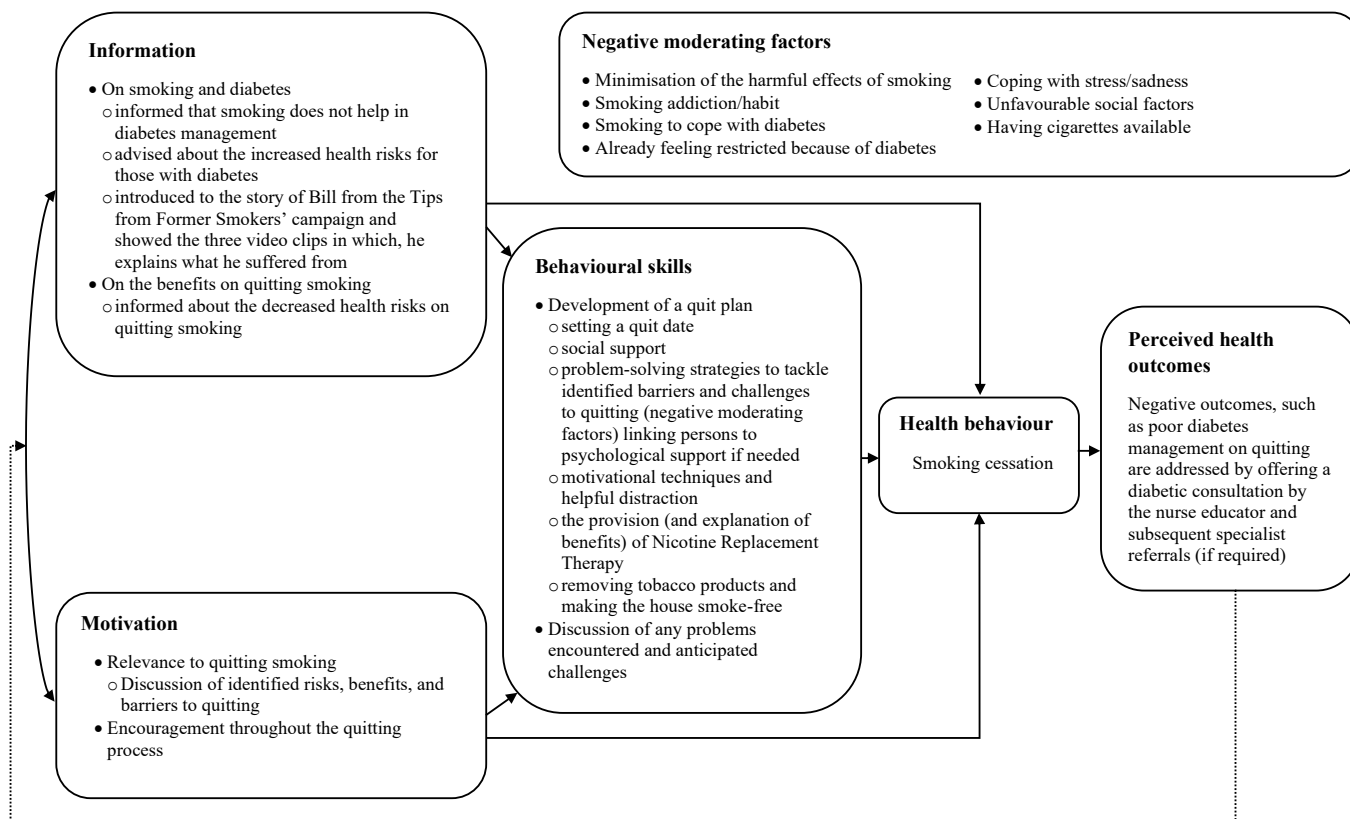 Information
• On smoking and diabetes
o informed that smoking does not help in
diabetes management
o advised about the increased health risks for
those with diabetes
o introduced to the story of Bill from the Tips
from Former Smokers’ campaign and
showed the three video clips in which, he
explains what he suffered from
• On the benefits on quitting smoking
o informed about the decreased health risks on
quitting smoking
Negative moderating factors
• Minimisation of the harmful effects of smoking
• Smoking addiction/habit
• Smoking to cope with diabetes
• Already feeling restricted because of diabetes
• Coping with stress/sadness
• Unfavourable social factors
• Having cigarettes available
Behavioural skills
• Development of a quit plan
o setting a quit date
o social support
o problem-solving strategies to tackle
identified barriers and challenges
to quitting (negative moderating
factors) linking persons to
psychological support if needed
o motivational techniques and
helpful distraction
o the provision (and explanation of
benefits) of Nicotine Replacement
Therapy
o removing tobacco products and
making the house smoke-free
• Discussion of any problems
encountered and anticipated
challenges
Health behaviour
Smoking cessation
Perceived health
outcomes
Negative outcomes, such
as poor diabetes
management on quitting
are addressed by offering a
diabetic consultation by
the nurse educator and
subsequent specialist
referrals (if required)
Motivation
• Relevance to quitting smoking
o Discussion of identified risks, benefits, and
barriers to quitting
• Encouragement throughout the quitting
process